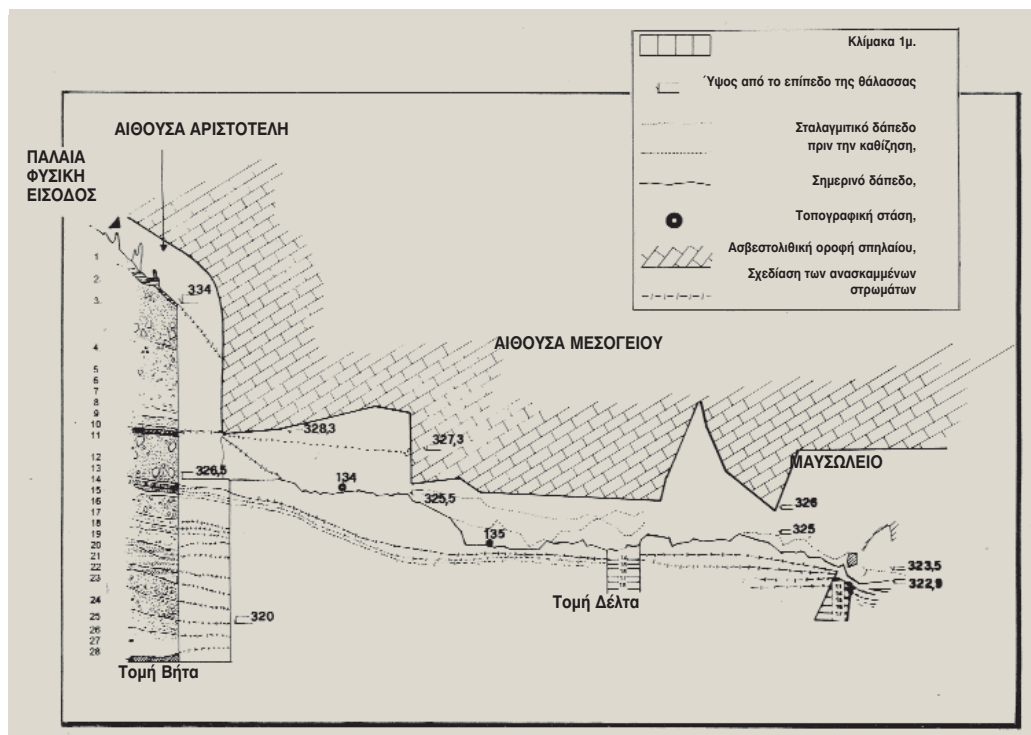 Κλίμακα 1μ.
Ύψος από το επίπεδο της θάλασσας
Σταλαγμιτικό δάπεδο
πριν την καθίζηση,
Σημερινό δάπεδο,
Τοπογραφική στάση,
Ασβεστολιθική οροφή σπηλαίου,
Σχεδίαση των ανασκαμμένων
στρωμάτων
ΑΙΘΟΥΣΑ ΑΡΙΣΤΟΤΕΛΗ
ΠΑΛΑΙΑ
ΦΥΣΙΚΗ
ΕΙΣΟΔΟΣ
ΑΙΘΟΥΣΑ ΜΕΣΟΓΕΙΟΥ
ΜΑΥΣΩΛΕΙΟ
1
2.
3.
4
5
6
7
8
9
10
11
12
13
14
15
16
17
18
19
20
21
22
23
24
25
26
27
28
334
328,3
327,3
326,5
134
325,5
135
326
325
323,5
322,9
320
Τομή Δέλτα
Τομή Βήτα